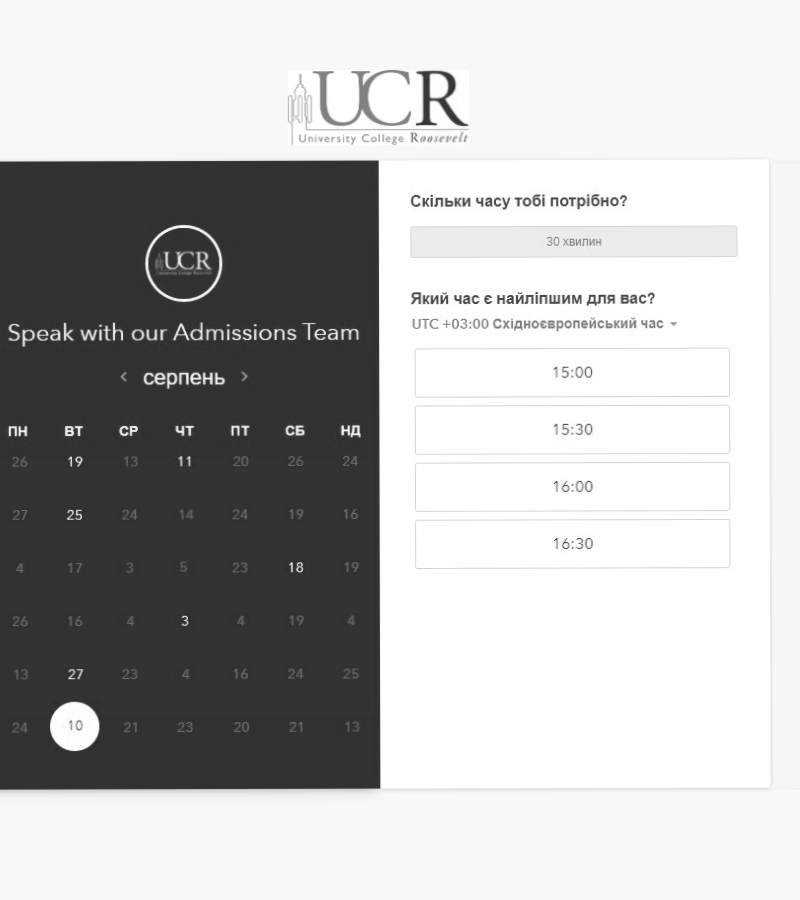 UCR
University College Roosevelt
UCR
Speak with our Admissions Team
‹ серпень ›
ПН ВТ СР ЧТ ПТ СБ НД
26 19 13 11 20 26 24
27 25 24 14 24 19 16
4 17 3 5 23 18 19
26 16 4 3 4 19 4
13 27 23 4 16 24 25
24 10 21 23 20 21 13
Скільки часу тобі потрібно?
30 хвилин
Який час є найліпшим для вас?
UTC +03:00 Східноєвропейський час
15:00
15:30
16:00
16:30